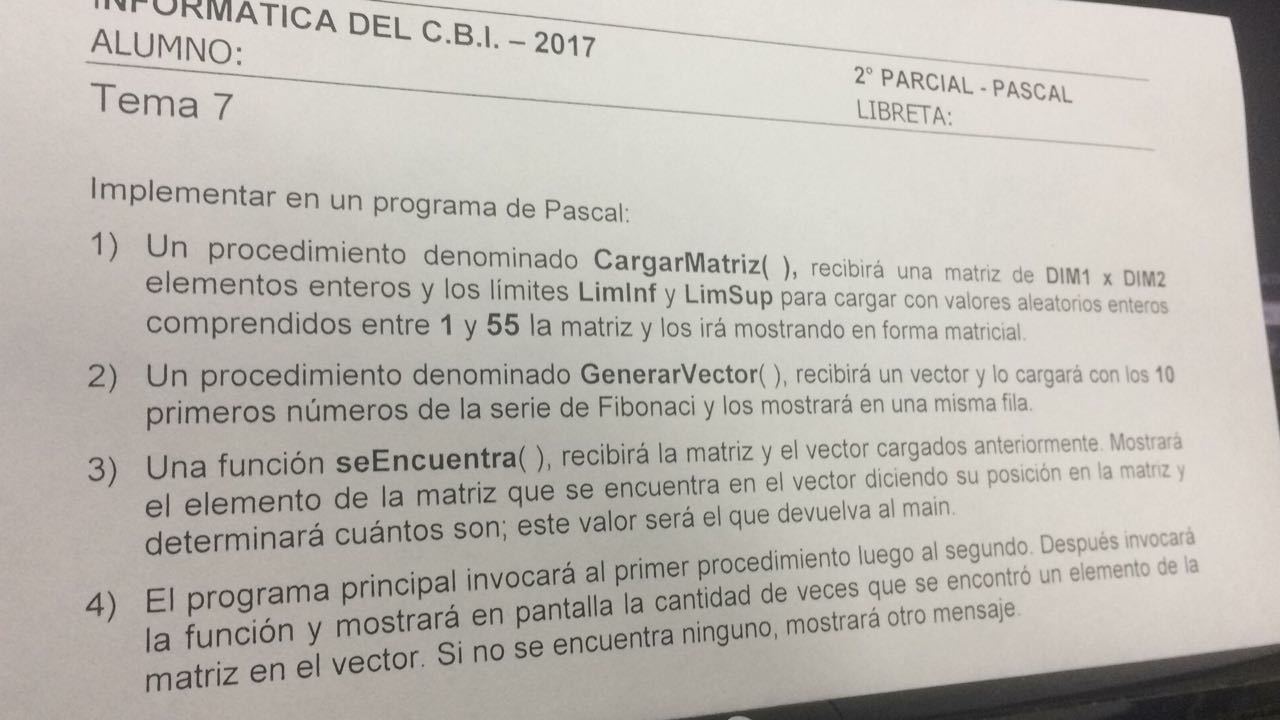 INFORMÁTICA DEL C.B.I. – 2017
ALUMNO:
2° PARCIAL - PASCAL
LIBRETA:
Tema 7
Implementar en un programa de Pascal:
1) Un procedimiento denominado CargarMatriz( ), recibirá una matriz de DIM1 x DIM2
elementos enteros y los límites LimInf y LimSup para cargar con valores aleatorios enteros
comprendidos entre 1 y 55 la matriz y los irá mostrando en forma matricial.
2) Un procedimiento denominado GenerarVector( ), recibirá un vector y lo cargará con los 10
primeros números de la serie de Fibonaci y los mostrará en una misma fila.
3) Una función seEncuentra( ), recibirá la matriz y el vector cargados anteriormente. Mostrará
el elemento de la matriz que se encuentra en el vector diciendo su posición en la matriz y
determinará cuántos son; este valor será el que devuelva al main.
4) El programa principal invocará al primer procedimiento luego al segundo. Después invocará
la función y mostrará en pantalla la cantidad de veces que se encontró un elemento de la
matriz en el vector. Si no se encuentra ninguno, mostrará otro mensaje.